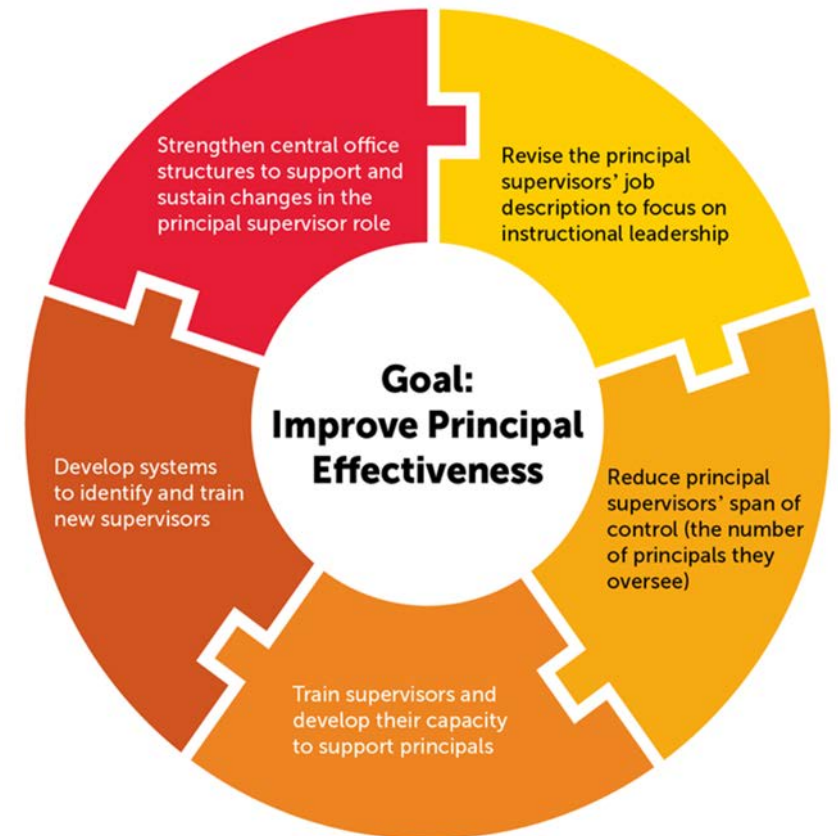 Goal:
Improve Principal
Effectiveness
Revise the principal
supervisors’ job
description to focus on
instructional leadership
Reduce principal
supervisors’ span of
control (the number
of principals they
oversee)
Train supervisors and
develop their capacity
to support principals
Develop systems
to identify and train
new supervisors
Strengthen central office
structures to support and
sustain changes in the
principal supervisor role